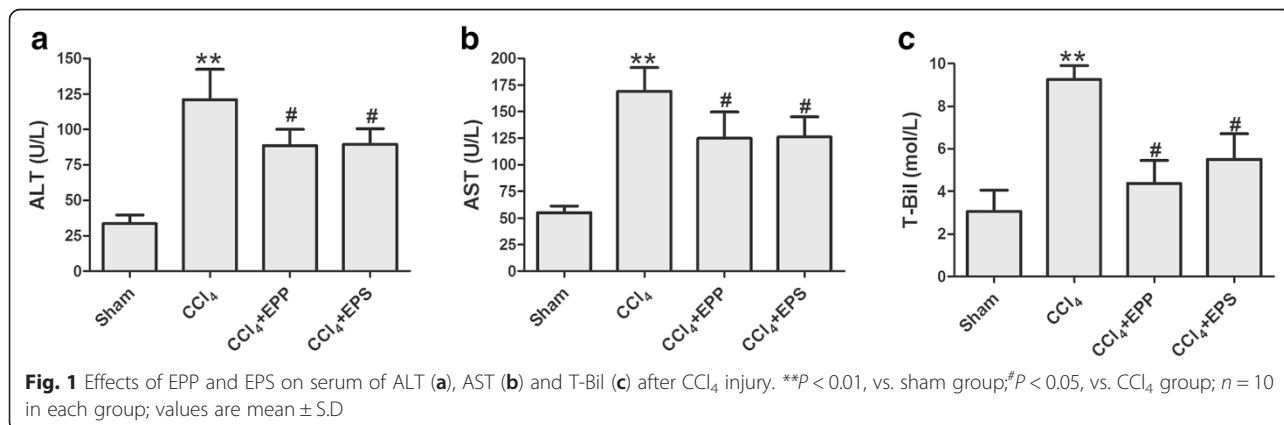 a
ALT (U/L)
150
125
100
75
50
25
0
**
#
#
Sham
CCl₄
CCl₄+EPP
CCl₄+EPS
b
AST (U/L)
200
175
150
125
100
75
50
25
0
**
#
#
Sham
CCl₄
CCl₄+EPP
CCl₄+EPS
c
T-Bil (mol/L)
10
8
6
4
2
0
**
#
#
Sham
CCl₄
CCl₄+EPP
CCl₄+EPS
Fig. 1 Effects of EPP and EPS on serum of ALT (a), AST (b) and T-Bil (c) after CCl₄ injury. **P < 0.01, vs. sham group;#P < 0.05, vs. CCl₄ group; n = 10
in each group; values are mean ± S.D